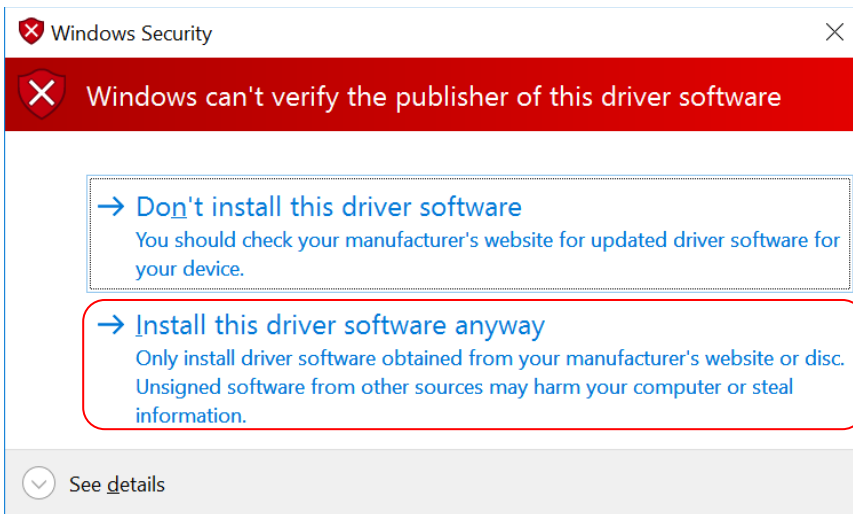 Windows Security
Windows can't verify the publisher of this driver software
Don't install this driver software
You should check your manufacturer's website for updated driver software for
your device.
Install this driver software anyway
Only install driver software obtained from your manufacturer's website or disc.
Unsigned software from other sources may harm your computer or steal
information.
See details